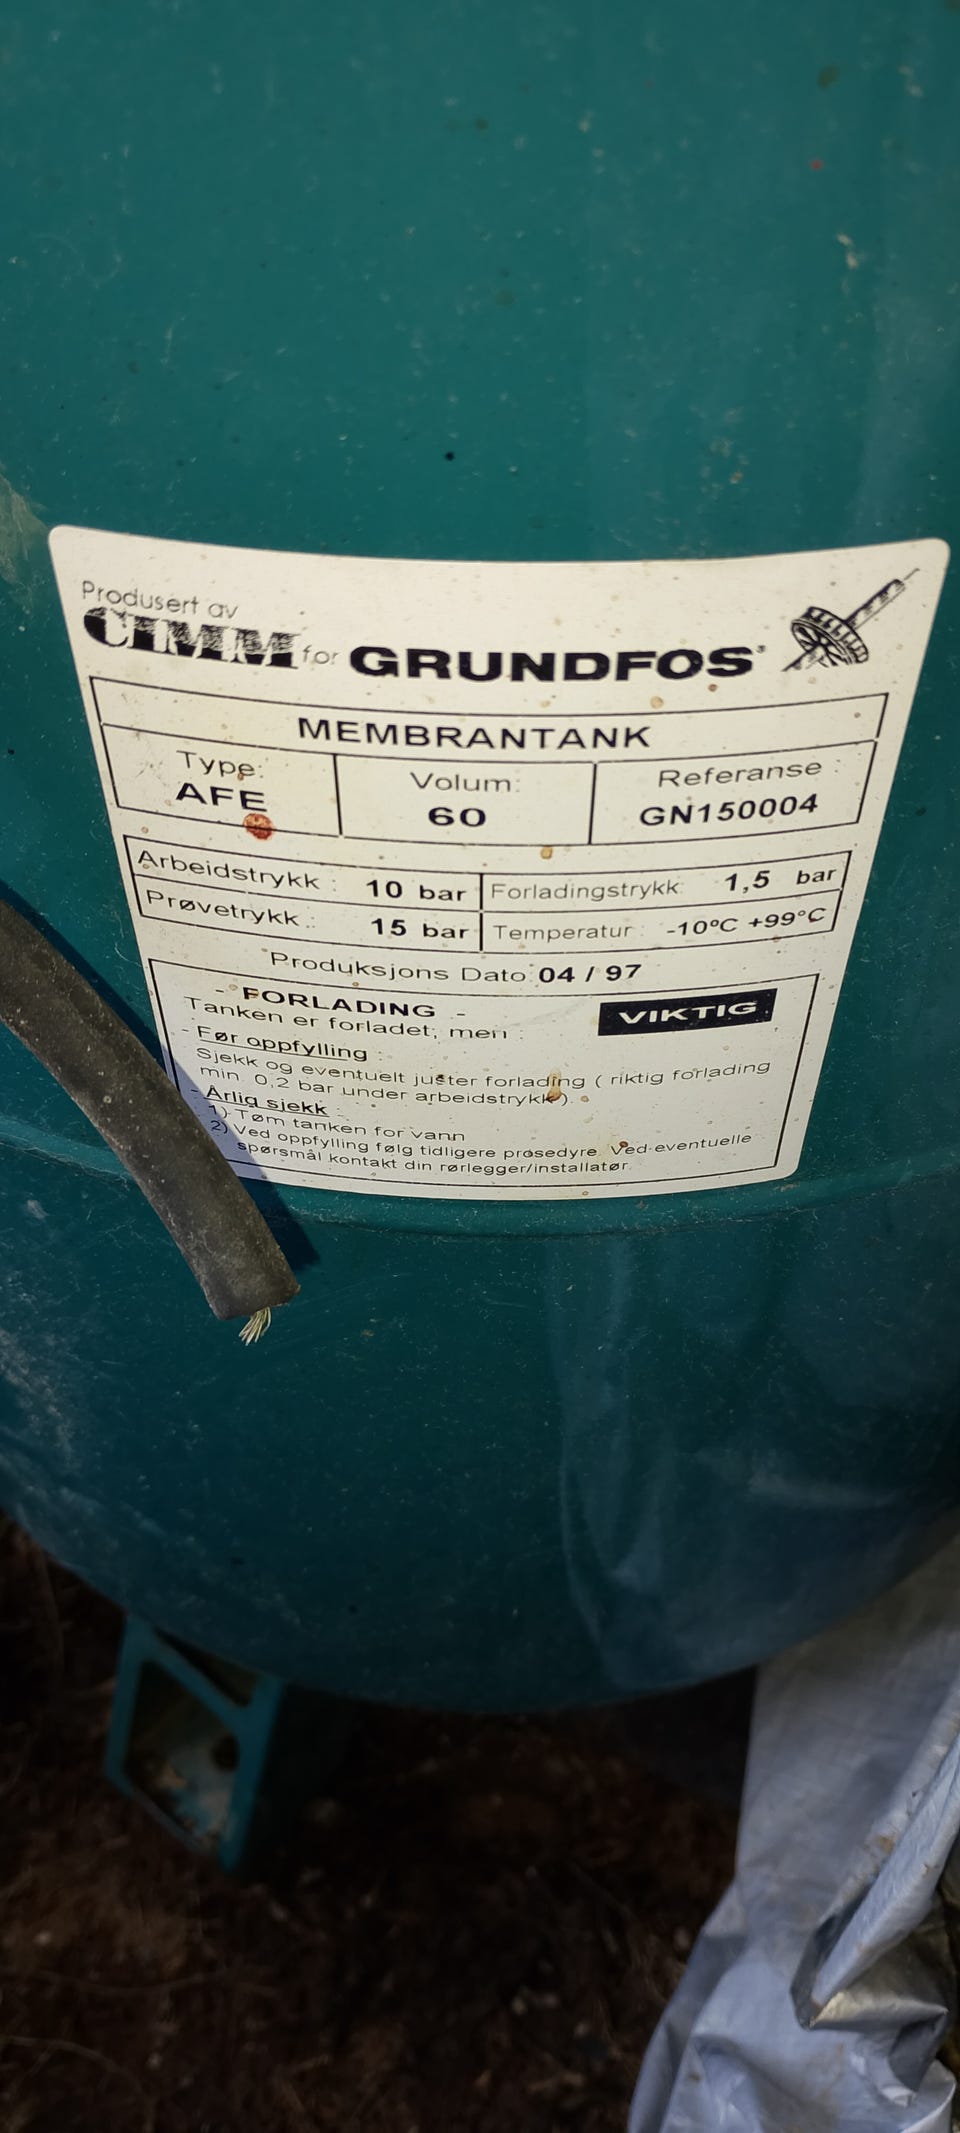 Produsert av
CIMM for GRUNDFOS®
MEMBRANTANK
Type: Volum: Referanse :
AFE 60 GN150004
Arbeidstrykk : 10 bar Forladingstrykk: 1,5 bar
Prøvetrykk : 15 bar Temperatur : -10ºC +99°C
Produksjons Dato: 04 / 97
- FORLADING - VIKTIG
Tanken er forladet, men :
- Før oppfylling :
Sjekk og eventuelt juster forlading ( riktig forlading
min. 0,2 bar under arbeidstrykk ).
- Årlig sjekk :
1) Tøm tanken for vann
2) Ved oppfylling følg tidligere prosedyre. Ved eventuelle
spørsmål kontakt din rørlegger/installatør.